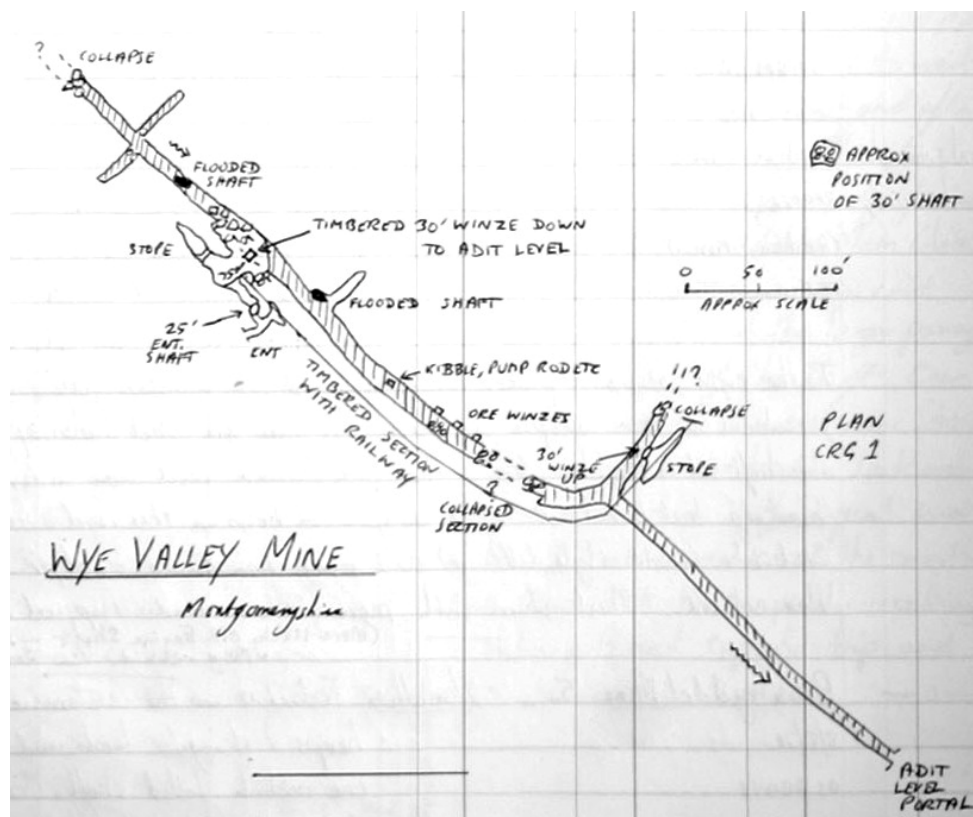 ?
COLLAPSE
FLOODED
SHAFT
STOPE
TIMBERED 30' WINZE DOWN
TO ADIT LEVEL
APPROX
POSITION
OF 30' SHAFT
0 50 100'
APPROX SCALE
FLOODED SHAFT
25'
ENT.
SHAFT
ENT
TIMBERED SECTION
WITH
RAILWAY
KIBBLE, PUMP ROD ETC
ORE WINZES
?
COLLAPSE
30'
WINZE
UP
STOPE
PLAN
CRG 1
?
COLLAPSED
SECTION
WYE VALLEY MINE
Montgomeryshire
ADIT
LEVEL
PORTAL